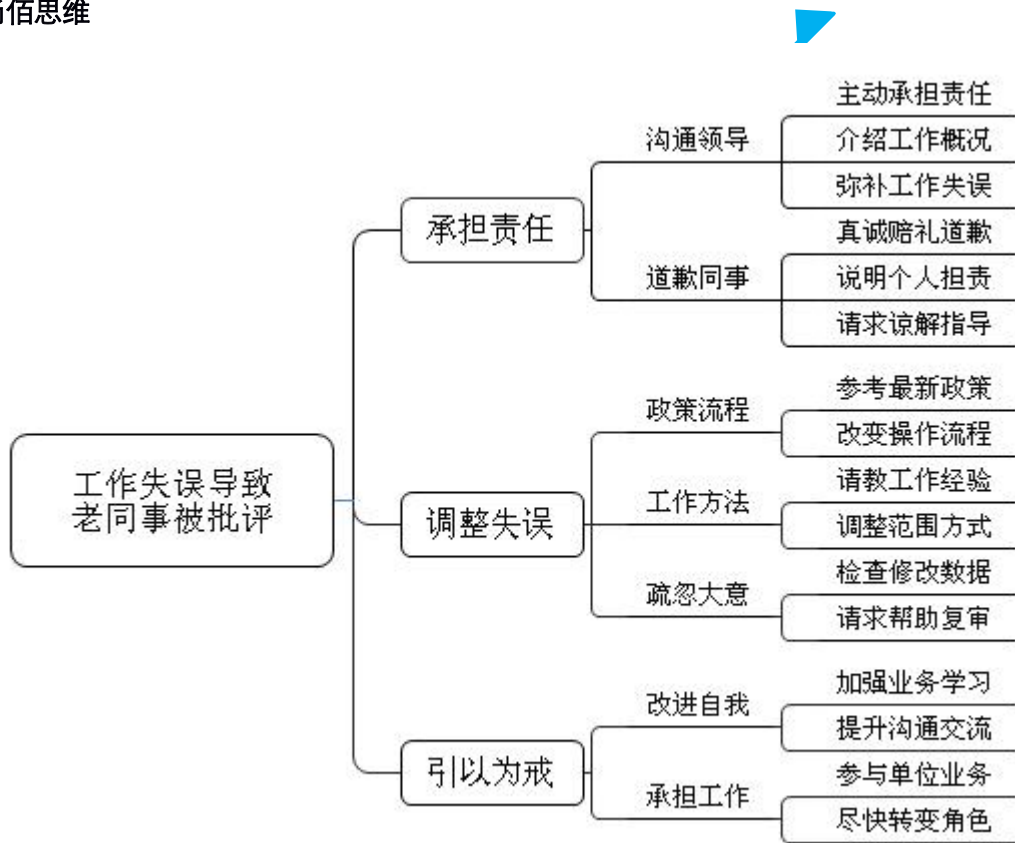 佰思维
工作失误导致
老同事被批评
承担责任
沟通领导
主动承担责任
介绍工作概况
弥补工作失误
道歉同事
真诚赔礼道歉
说明个人担责
请求谅解指导
调整失误
政策流程
参考最新政策
改变操作流程
工作方法
请教工作经验
调整范围方式
疏忽大意
检查修改数据
请求帮助复审
引以为戒
改进自我
加强业务学习
提升沟通交流
承担工作
参与单位业务
尽快转变角色